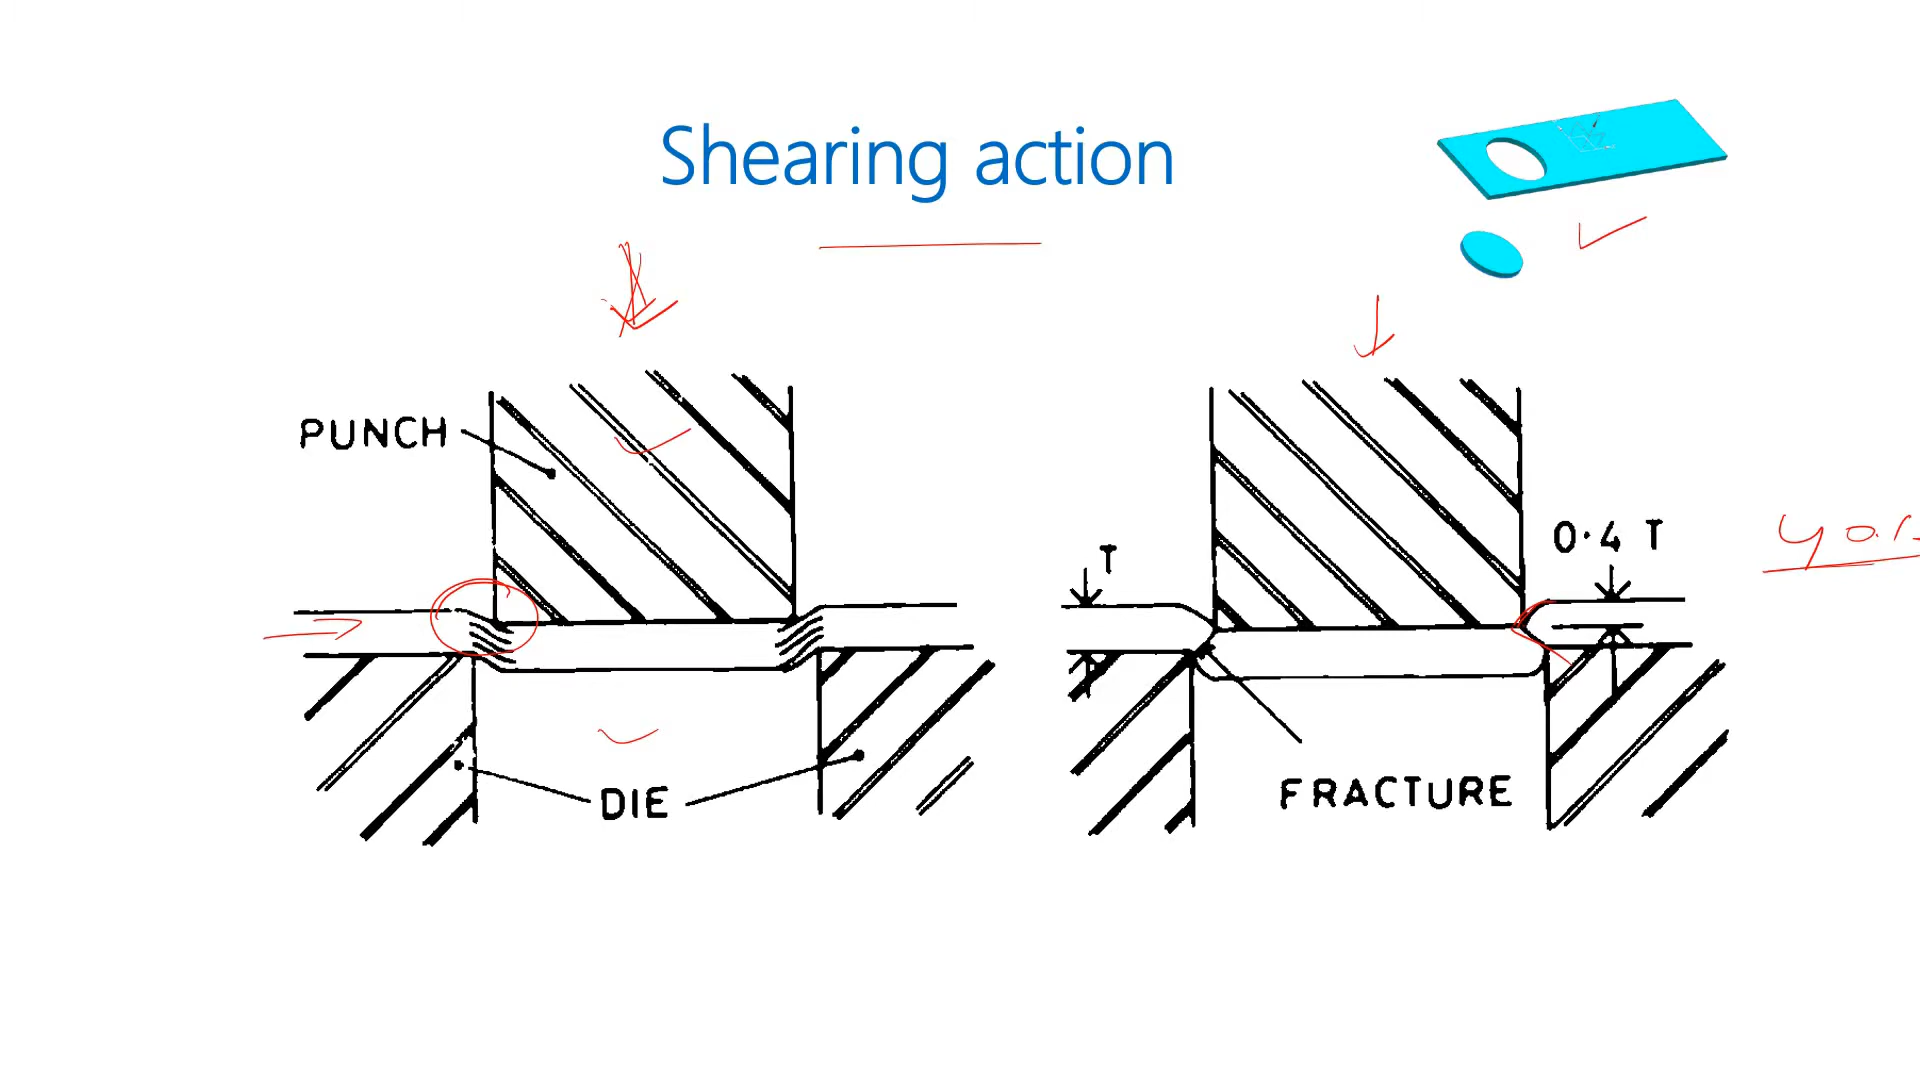 Shearing action
PUNCH
T
0.4 T
DIE
FRACTURE